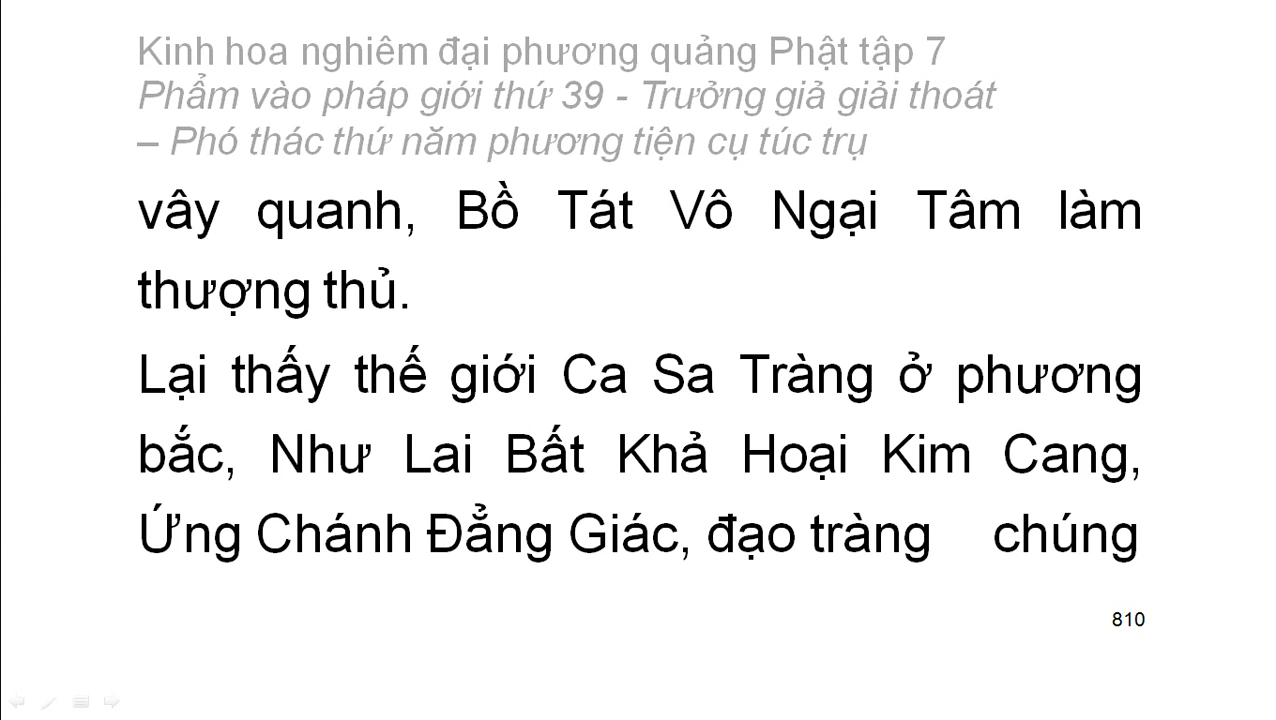 Kinh hoa nghiêm đại phương quảng Phật tập 7
Phẩm vào pháp giới thứ 39 - Trưởng giả giải thoát
– Phó thác thứ năm phương tiện cụ túc trụ
vây quanh, Bồ Tát Vô Ngại Tâm làm
thượng thủ.
Lại thấy thế giới Ca Sa Tràng ở phương
bắc, Như Lai Bất Khả Hoại Kim Cang,
Ứng Chánh Đẳng Giác, đạo tràng chúng
810